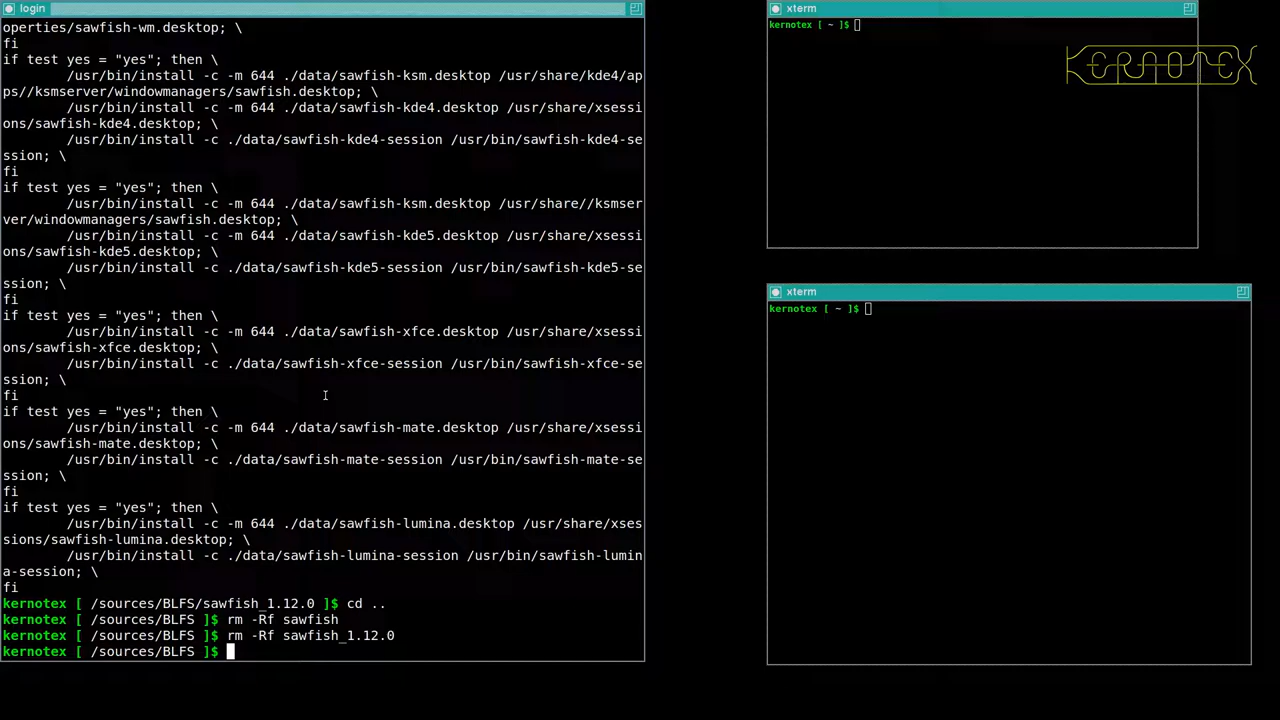 login
operties/sawfish-wm.desktop; \
fi
if test yes = "yes"; then \
        /usr/bin/install -c -m 644 ./data/sawfish-ksm.desktop /usr/share/kde4/ap
ps//ksmserver/windowmanagers/sawfish.desktop; \
        /usr/bin/install -c -m 644 ./data/sawfish-kde4.desktop /usr/share/xsessi
ons/sawfish-kde4.desktop; \
        /usr/bin/install -c ./data/sawfish-kde4-session /usr/bin/sawfish-kde4-se
ssion; \
fi
if test yes = "yes"; then \
        /usr/bin/install -c -m 644 ./data/sawfish-ksm.desktop /usr/share//ksmser
ver/windowmanagers/sawfish.desktop; \
        /usr/bin/install -c -m 644 ./data/sawfish-kde5.desktop /usr/share/xsessi
ons/sawfish-kde5.desktop; \
        /usr/bin/install -c ./data/sawfish-kde5-session /usr/bin/sawfish-kde5-se
ssion; \
fi
if test yes = "yes"; then \
        /usr/bin/install -c -m 644 ./data/sawfish-xfce.desktop /usr/share/xsessi
ons/sawfish-xfce.desktop; \
        /usr/bin/install -c ./data/sawfish-xfce-session /usr/bin/sawfish-xfce-se
ssion; \
fi
if test yes = "yes"; then \
        /usr/bin/install -c -m 644 ./data/sawfish-mate.desktop /usr/share/xsessi
ons/sawfish-mate.desktop; \
        /usr/bin/install -c ./data/sawfish-mate-session /usr/bin/sawfish-mate-se
ssion; \
fi
if test yes = "yes"; then \
        /usr/bin/install -c -m 644 ./data/sawfish-lumina.desktop /usr/share/xses
sions/sawfish-lumina.desktop; \
        /usr/bin/install -c ./data/sawfish-lumina-session /usr/bin/sawfish-lumin
a-session; \
fi
kernotex [ /sources/BLFS/sawfish_1.12.0 ]$ cd ..
kernotex [ /sources/BLFS ]$ rm -Rf sawfish
kernotex [ /sources/BLFS ]$ rm -Rf sawfish_1.12.0
kernotex [ /sources/BLFS ]$
xterm
kernotex [ ~ ]$
KERNOTEX
xterm
kernotex [ ~ ]$